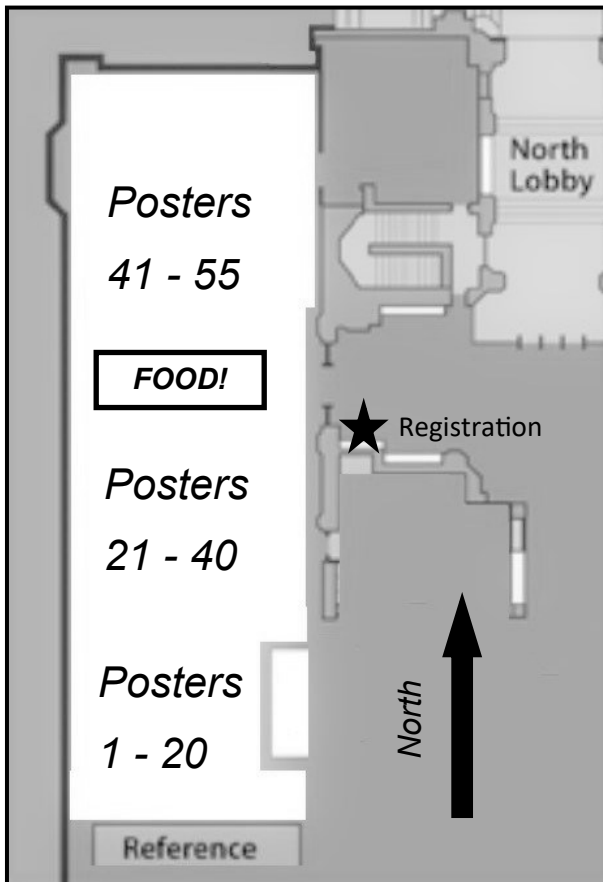 North
Lobby
Posters
41 - 55
FOOD!
Registration
Posters
21 - 40
Posters
1 - 20
North
Reference